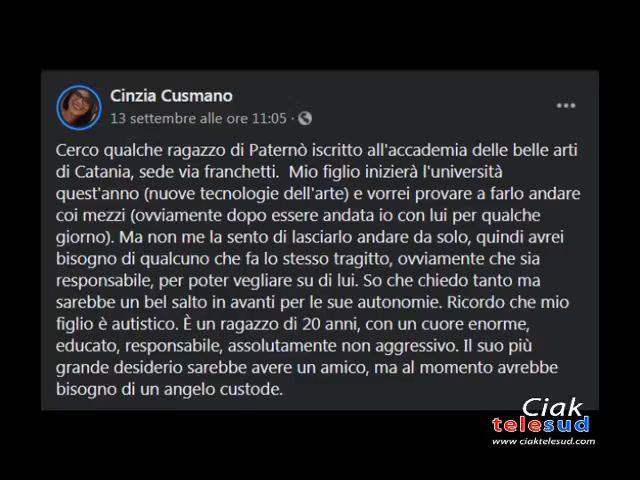 Cinzia Cusmano
13 settembre alle ore 11:05 ·
Cerco qualche ragazzo di Paternò iscritto all'accademia delle belle arti
di Catania, sede via franchetti. Mio figlio inizierà l'università
quest'anno (nuove tecnologie dell'arte) e vorrei provare a farlo andare
coi mezzi (ovviamente dopo essere andata io con lui per qualche
giorno). Ma non me la sento di lasciarlo andare da solo, quindi avrei
bisogno di qualcuno che fa lo stesso tragitto, ovviamente che sia
responsabile, per poter vegliare su di lui. So che chiedo tanto ma
sarebbe un bel salto in avanti per le sue autonomie. Ricordo che mio
figlio è autistico. È un ragazzo di 20 anni, con un cuore enorme,
educato, responsabile, assolutamente non aggressivo. Il suo più
grande desiderio sarebbe avere un amico, ma al momento avrebbe
bisogno di un angelo custode.
Ciak
telesud
www.ciaktelesud.com